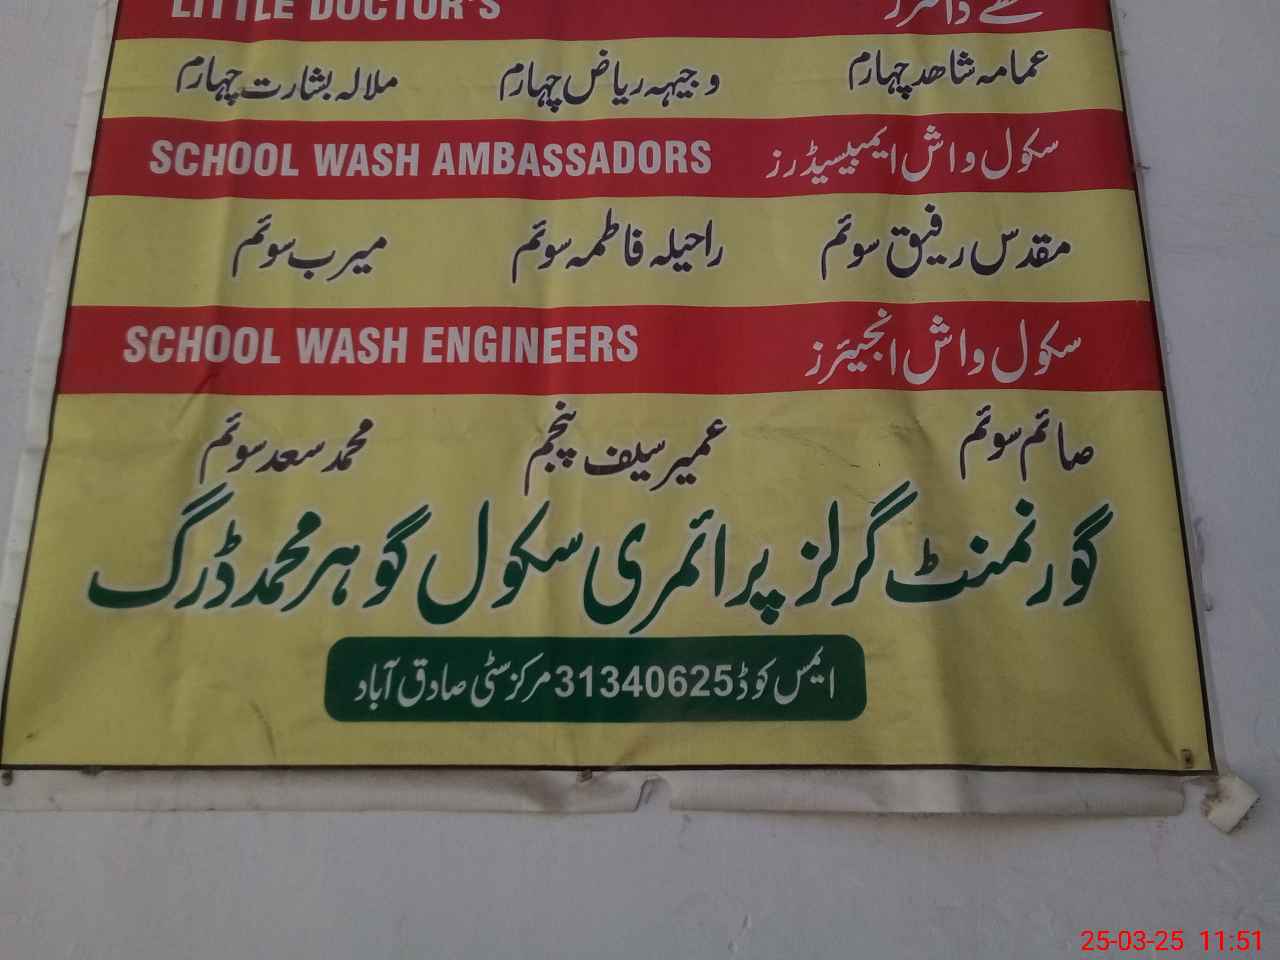 LITTLE DOCTOR'S ننھے ڈاکٹرز
عمامہ شاھد چہارم وجیہہ ریاض چہارم ملالہ بشارت چہارم
SCHOOL WASH AMBASSADORS سکول واش ایمبیسیڈرز
مقدس رفیق سوئم راحیلہ فاطمہ سوئم میرب سوئم
SCHOOL WASH ENGINEERS سکول واش انجیئرز
صائم سوئم عمیر سیف پنجم محمد سعد سوئم
گورنمنٹ گرلز پرائمری سکول گوہر محمد ڈرگ
ایمس کوڈ 31340625 مرکز سٹی صادق آباد
25-03-25 11:51